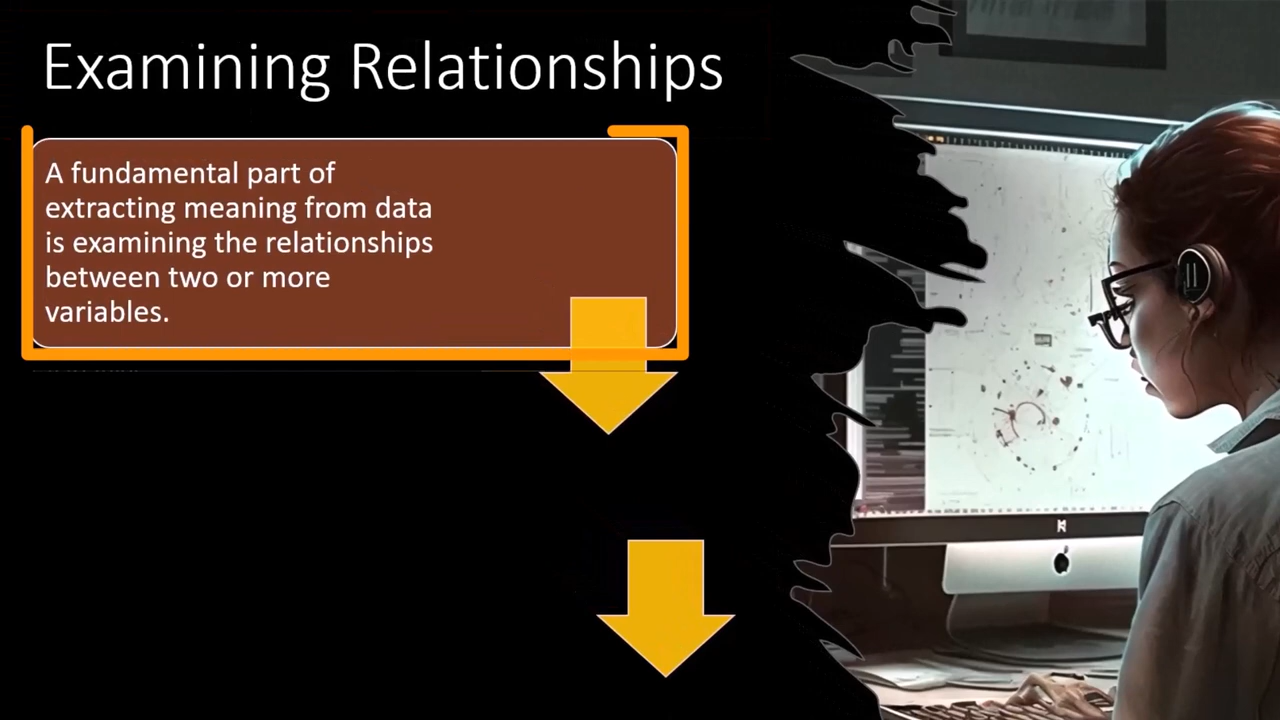 Examining Relationships
A fundamental part of
extracting meaning from data
is examining the relationships
between two or more
variables.